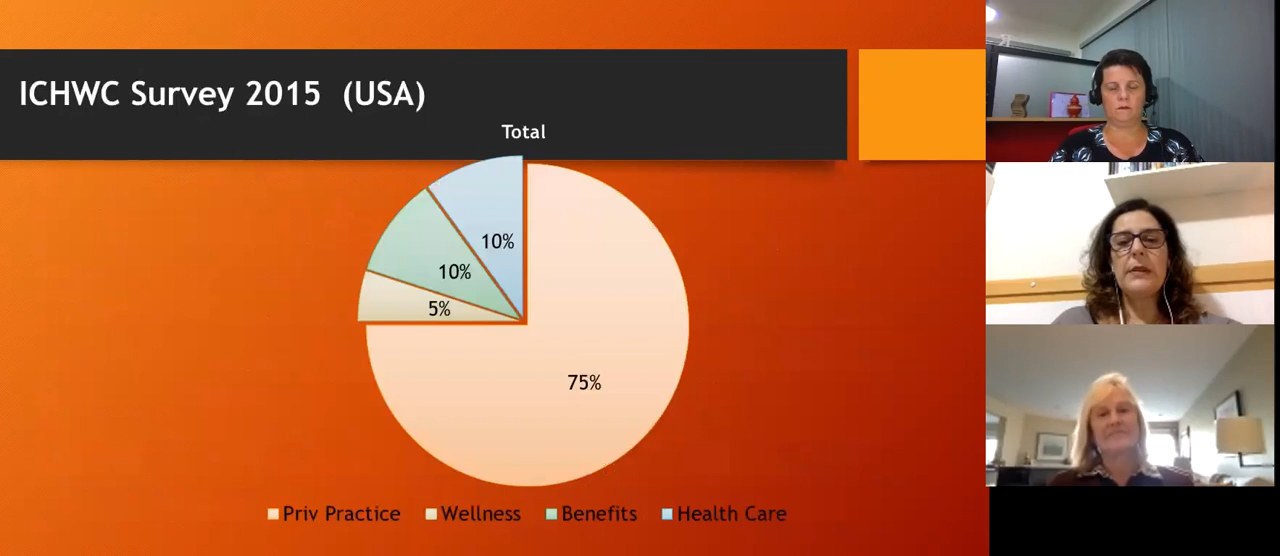 ICHWC Survey 2015 (USA)
Total
10%
10%
5%
75%
Priv Practice Wellness Benefits Health Care